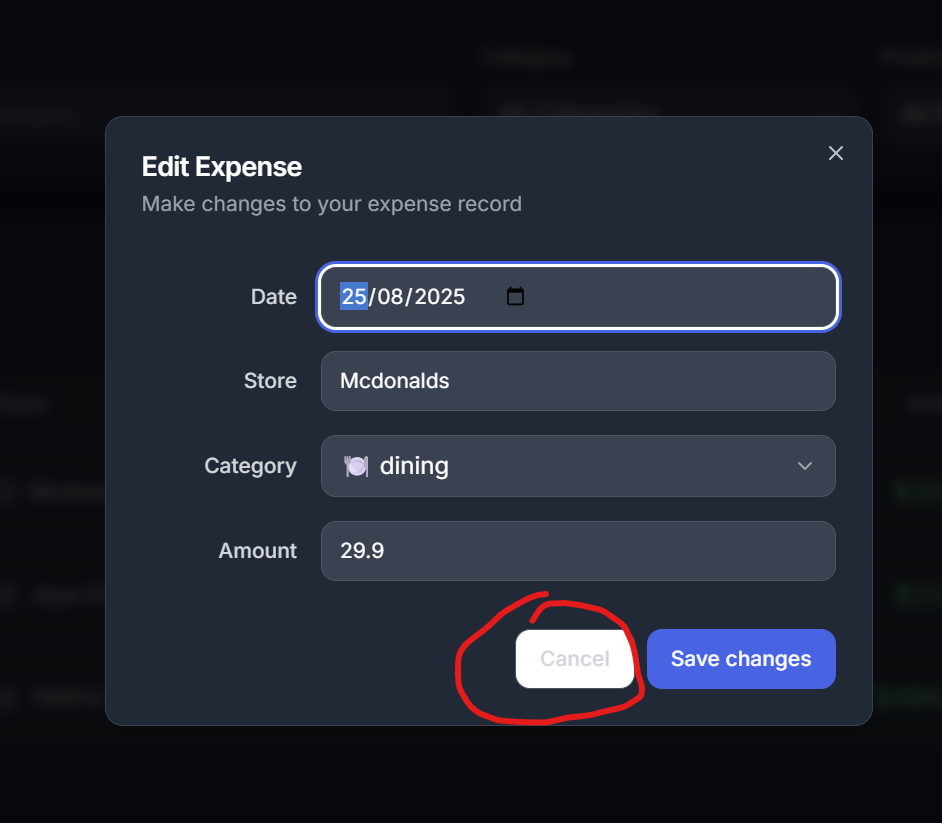 Category
Edit Expense
Make changes to your expense record
Date 25/08/2025
Store Mcdonalds
Category dining
Amount 29.9
Cancel Save changes